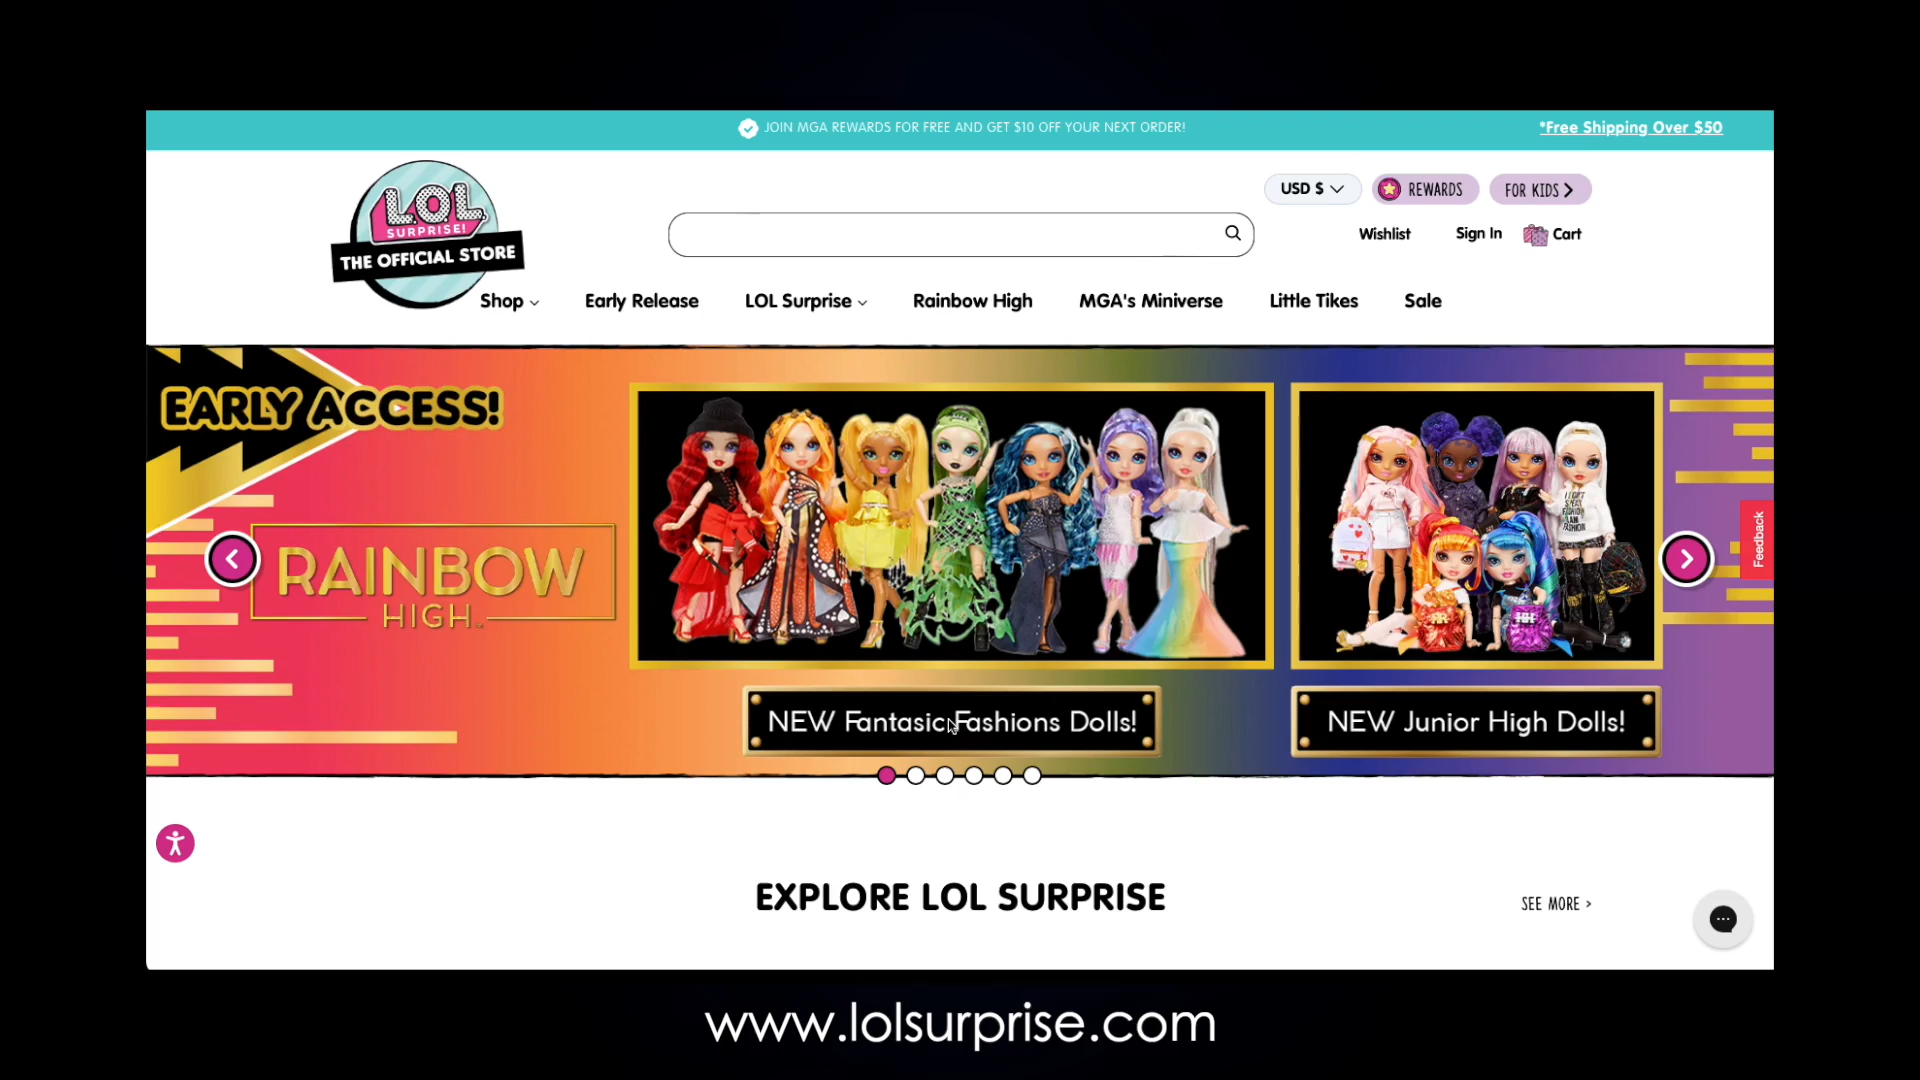 JOIN MGA REWARDS FOR FREE AND GET $10 OFF YOUR NEXT ORDER!
*Free Shipping Over $50
L.O.L.
SURPRISE!
THE OFFICIAL STORE
USD $
REWARDS
FOR KIDS
Wishlist
Sign In
Cart
Shop
Early Release
LOL Surprise
Rainbow High
MGA's Miniverse
Little Tikes
Sale
EARLY ACCESS!
RAINBOW
HIGH
Feedback
NEW Fantasic Fashions Dolls!
NEW Junior High Dolls!
EXPLORE LOL SURPRISE
SEE MORE >
www.lolsurprise.com